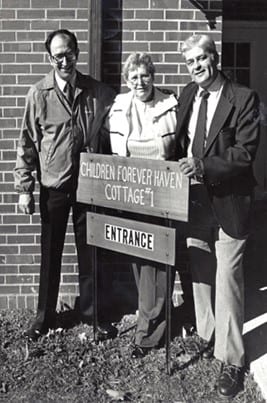 CHILDREN FOREVER HAVEN
COTTAGE #1
ENTRANCE